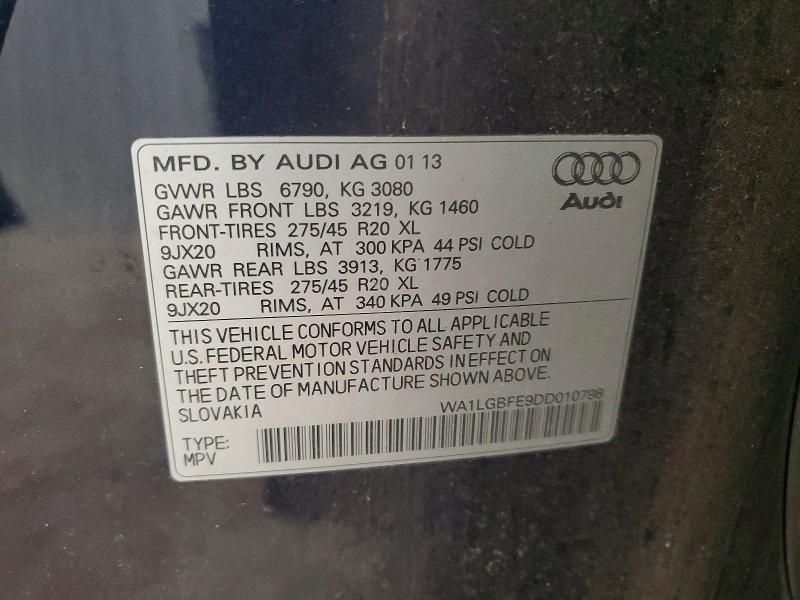 MFD. BY AUDI AG 01 13
GVWR LBS 6790, KG 3080
GAWR FRONT LBS 3219, KG 1460
FRONT-TIRES 275/45 R20 XL
9JX20 RIMS, AT 300 KPA 44 PSI COLD
GAWR REAR LBS 3913, KG 1775
REAR-TIRES 275/45 R20 XL
9JX20 RIMS, AT 340 KPA 49 PSI COLD
Audi
THIS VEHICLE CONFORMS TO ALL APPLICABLE
U.S. FEDERAL MOTOR VEHICLE SAFETY AND
THEFT PREVENTION STANDARDS IN EFFECT ON
THE DATE OF MANUFACTURE SHOWN ABOVE.
SLOVAKIA
WA1LGBFE9DD010798
TYPE:
MPV